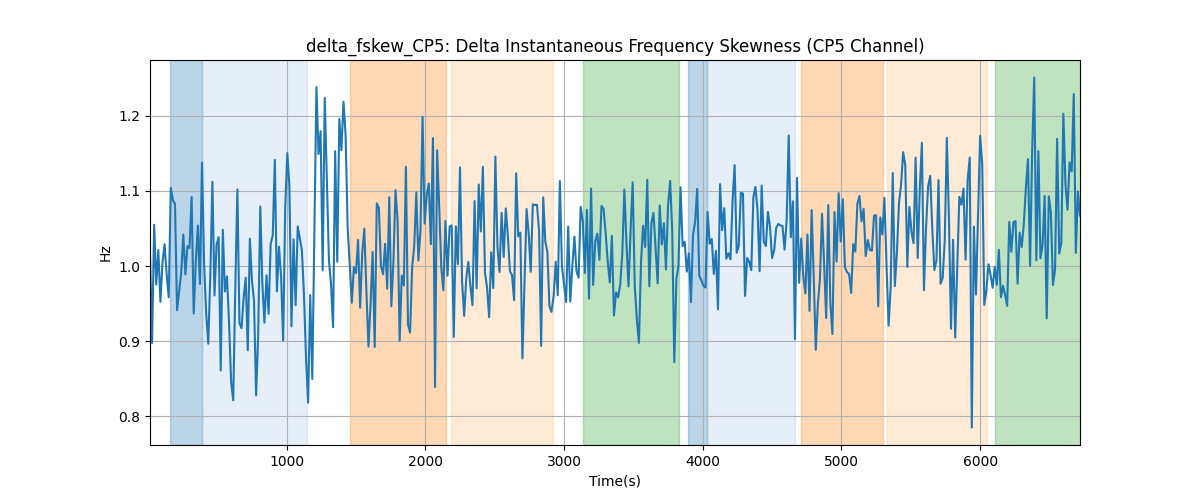 delta_fskew_CP5: Delta Instantaneous Frequency Skewness (CP5 Channel)
Hz
1.2
1.1
1.0
0.9
0.8
1000 2000 3000 4000 5000 6000
Time(s)